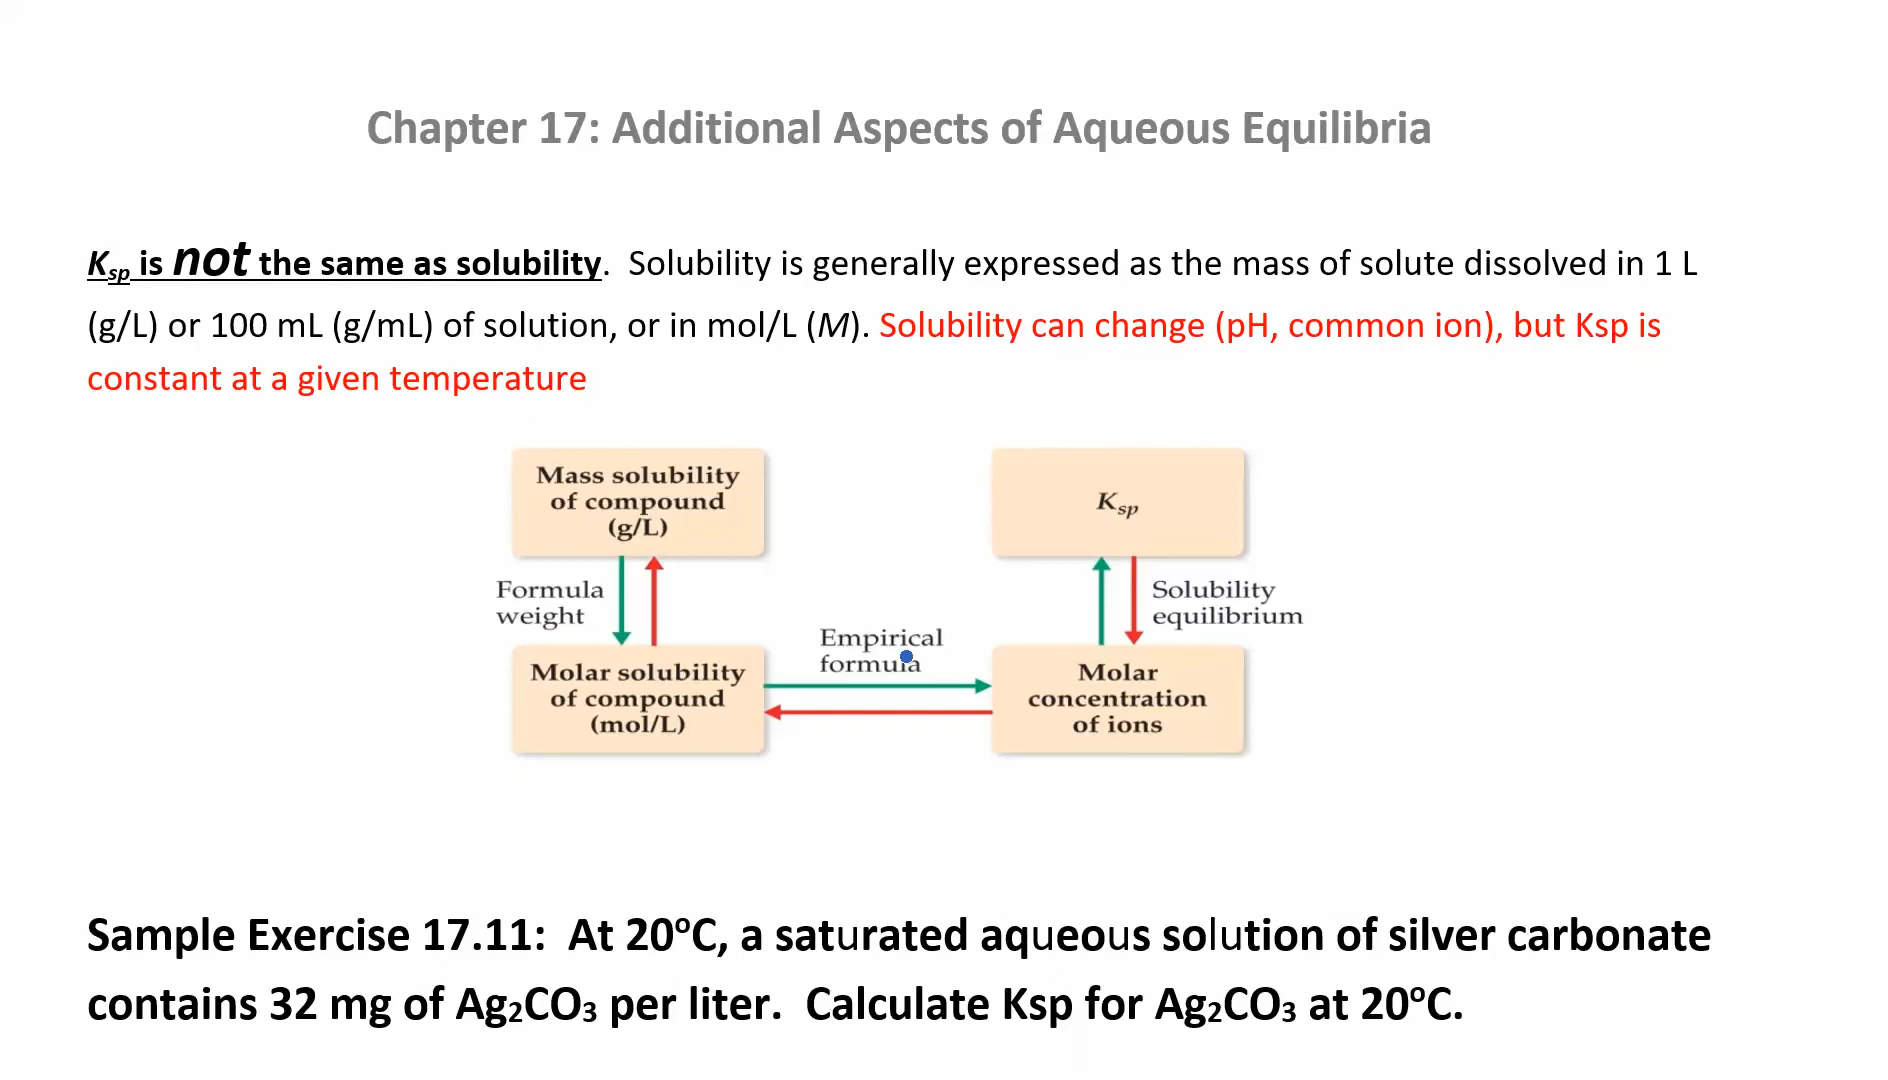 Chapter 17: Additional Aspects of Aqueous Equilibria
Ksp is not the same as solubility. Solubility is generally expressed as the mass of solute dissolved in 1 L
(g/L) or 100 mL (g/mL) of solution, or in mol/L (M). Solubility can change (pH, common ion), but Ksp is
constant at a given temperature
Mass solubility
of compound
(g/L)
Ksp
Formula
weight
Solubility
equilibrium
Empirical
formula
Molar solubility
of compound
(mol/L)
Molar
concentration
of ions
Sample Exercise 17.11: At 20°C, a saturated aqueous solution of silver carbonate
contains 32 mg of Ag₂CO₃ per liter. Calculate Ksp for Ag₂CO₃ at 20°C.